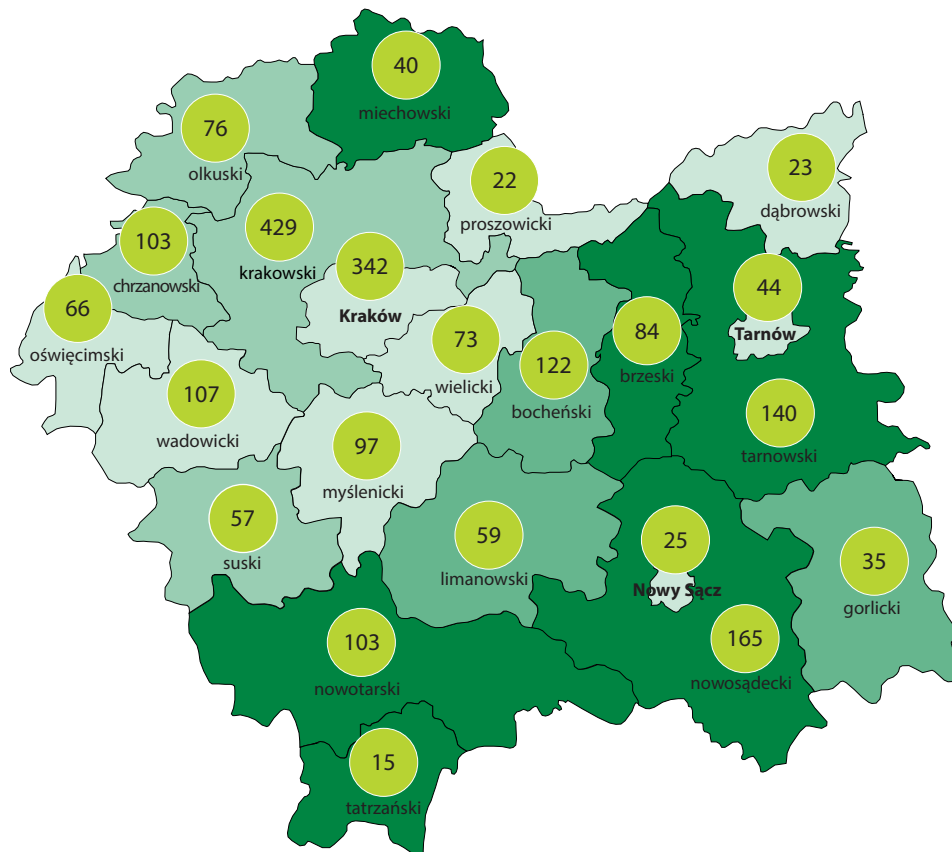 40
miechowski
76
olkuski
22
proszowicki
23
dąbrowski
429
krakowski
103
chrzanowski
342
Kraków
44
Tarnów
66
oświęcimski
73
wielicki
84
brzeski
122
bocheński
107
wadowicki
140
tarnowski
97
myślenicki
57
suski
59
limanowski
25
Nowy Sącz
35
gorlicki
103
nowotarski
165
nowosądecki
15
tatrzański